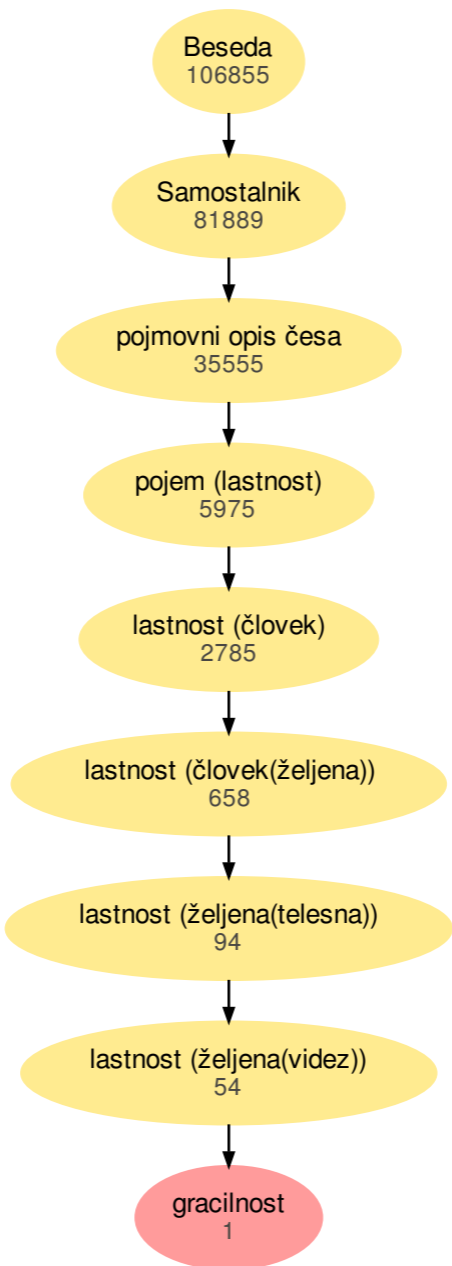 Beseda
106855
Samostalnik
81889
pojmovni opis česa
35555
pojem (lastnost)
5975
lastnost (človek)
2785
lastnost (človek(željena))
658
lastnost (željena(telesna))
94
lastnost (željena(videz))
54
gracilnost
1